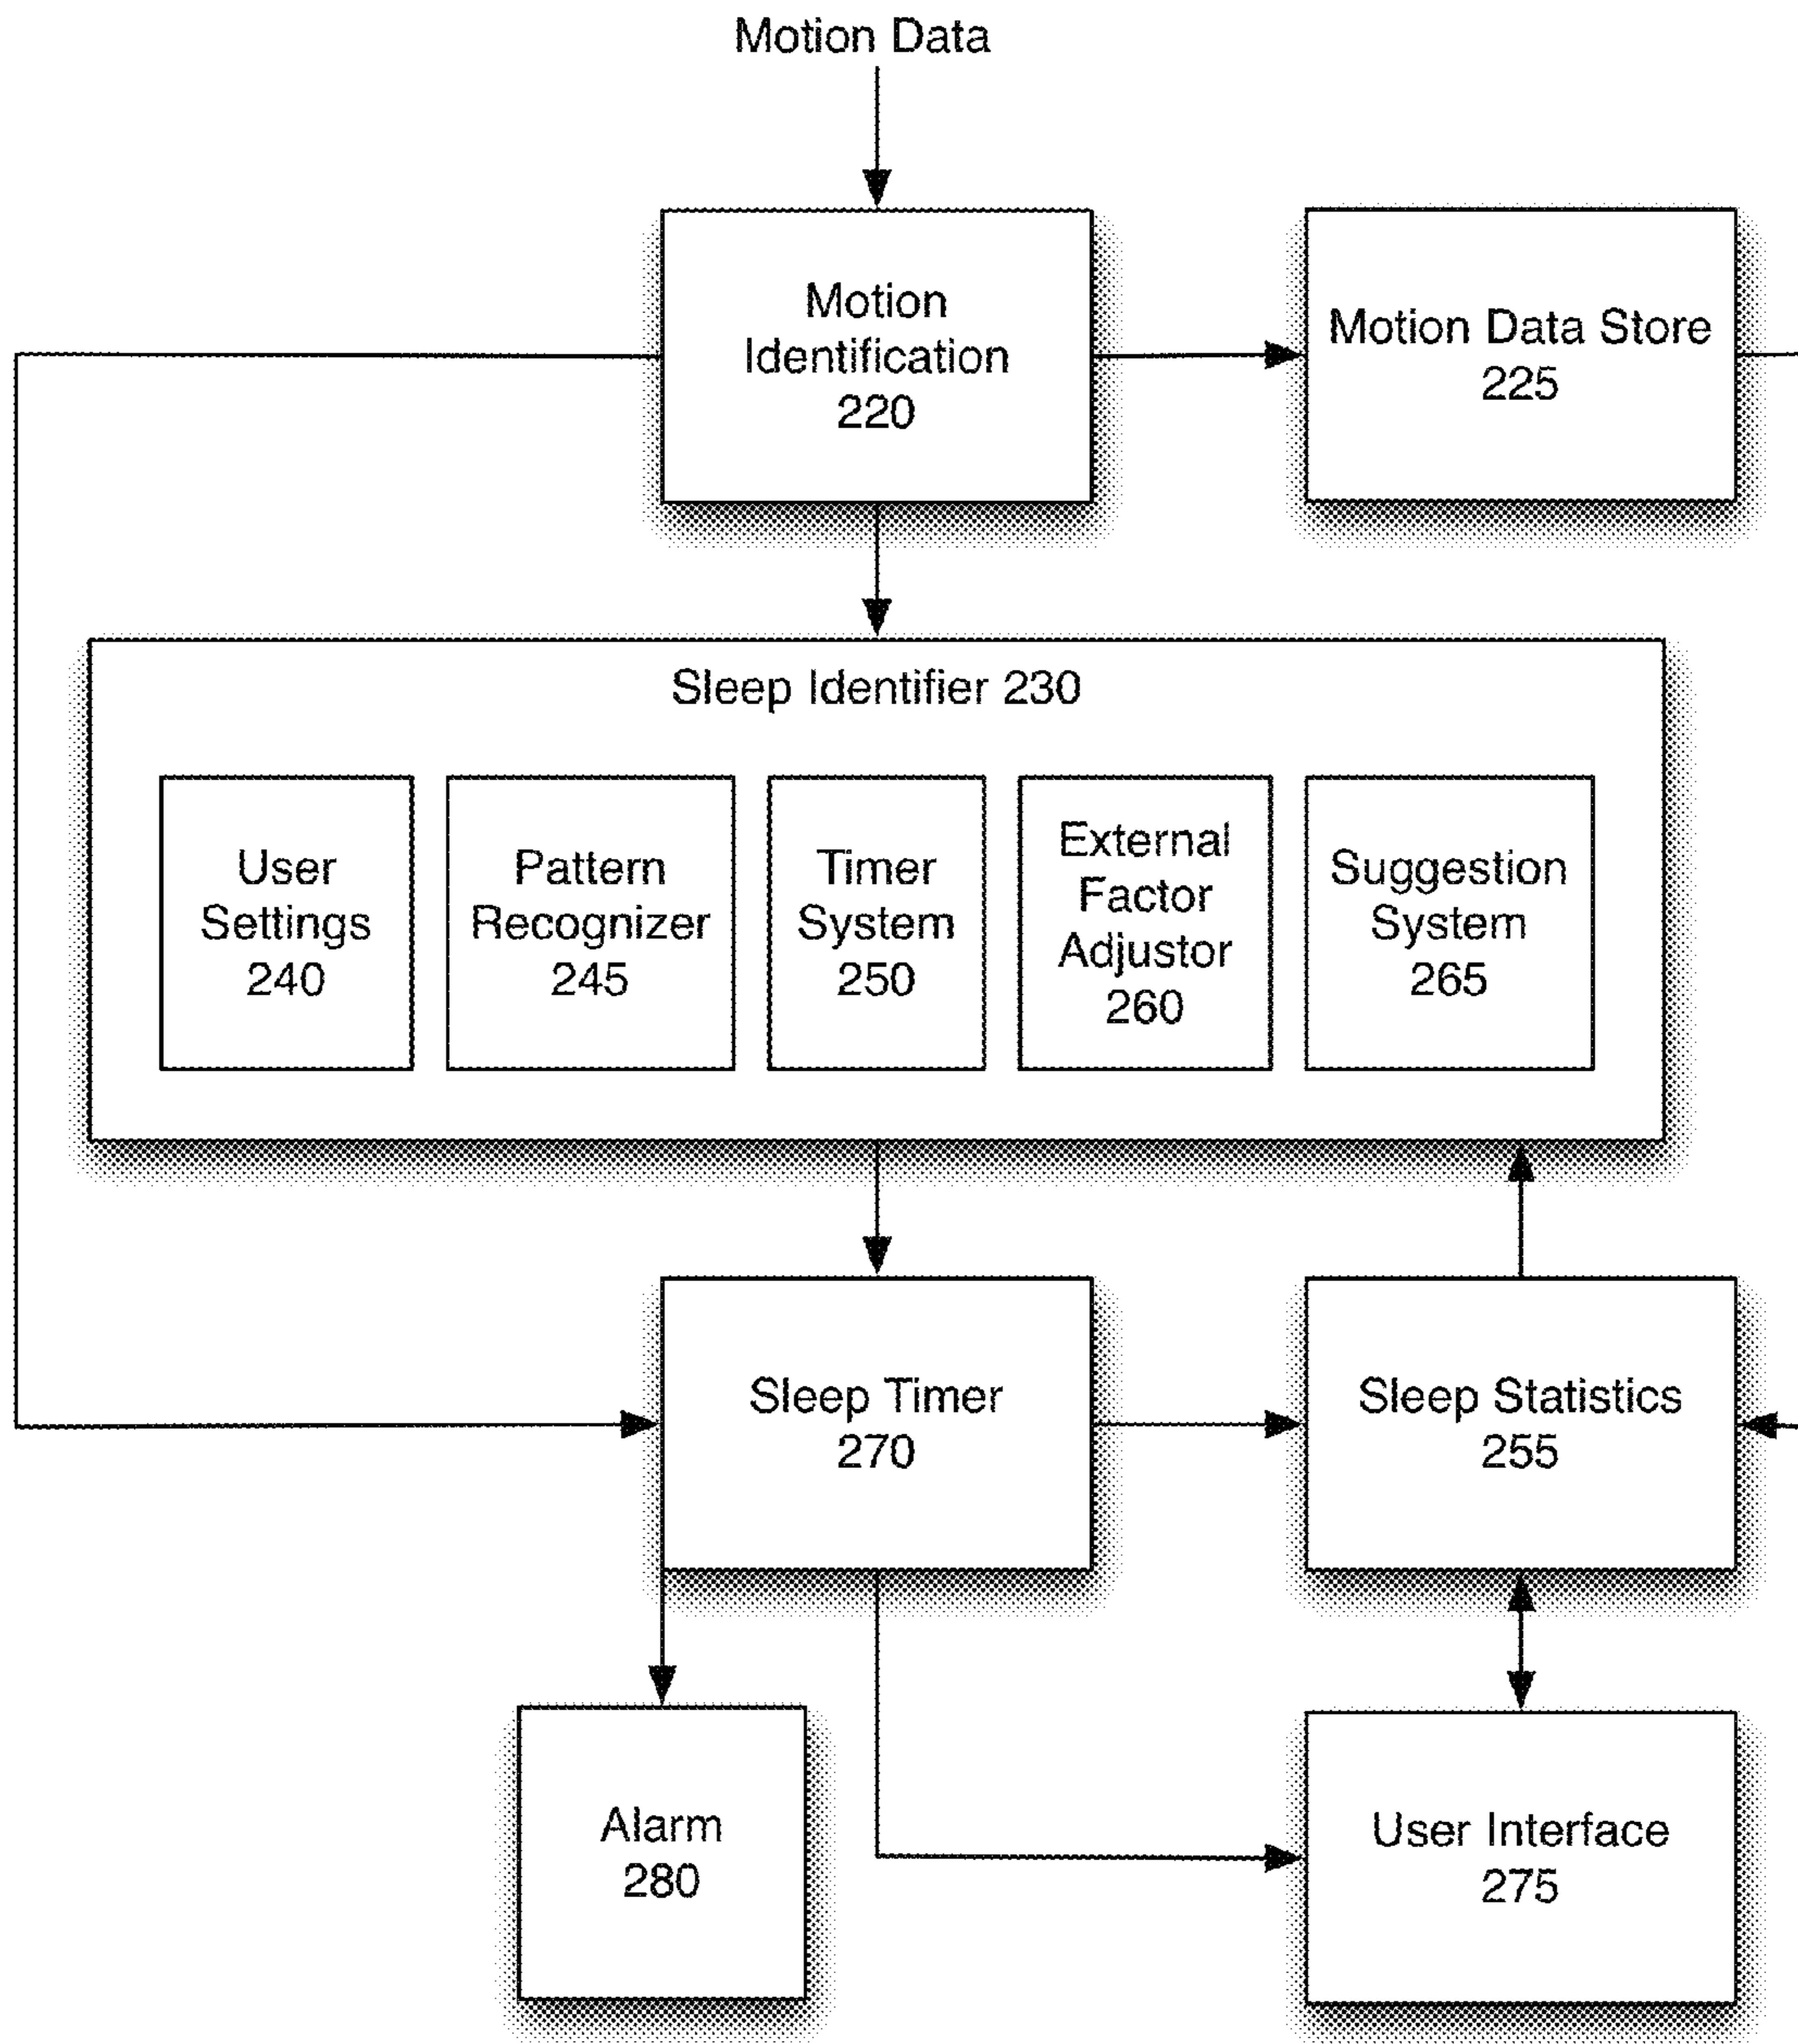 Motion Data
Motion
Identification
220
Motion Data Store
225
Sleep Identifier 230
User
Settings
240
Pattern
Recognizer
245
Timer
System
250
External
Factor
Adjustor
260
Suggestion
System
265
Sleep Timer
270
Sleep Statistics
255
Alarm
280
User Interface
275